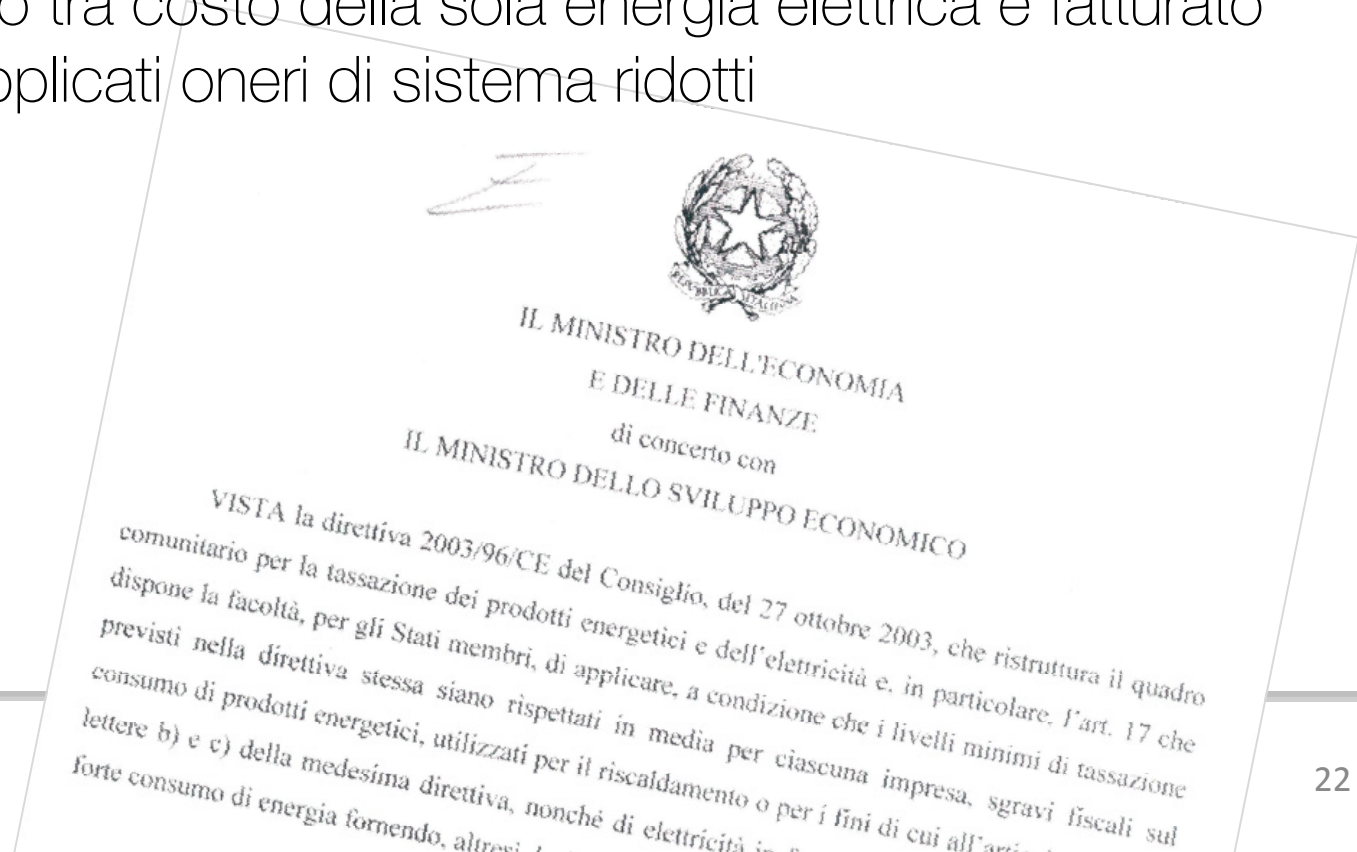 o tra costo della sola energia elettrica e fatturato
pplicati oneri di sistema ridotti
REPUBBLICA ITALIANA
IL MINISTRO DELL'ECONOMIA
E DELLE FINANZE
di concerto con
IL MINISTRO DELLO SVILUPPO ECONOMICO
VISTA la direttiva 2003/96/CE del Consiglio, del 27 ottobre 2003, che ristruttura il quadro
comunitario per la tassazione dei prodotti energetici e dell'elettricità e, in particolare, l'art. 17 che
dispone la facoltà, per gli Stati membri, di applicare, a condizione che i livelli minimi di tassazione
previsti nella direttiva stessa siano rispettati in media per ciascuna impresa, sgravi fiscali sul
consumo di prodotti energetici, utilizzati per il riscaldamento o per i fini di cui all'arti
lettere b) e c) della medesima direttiva, nonché di elettricità
forte consumo di energia fornendo, altresì,
22